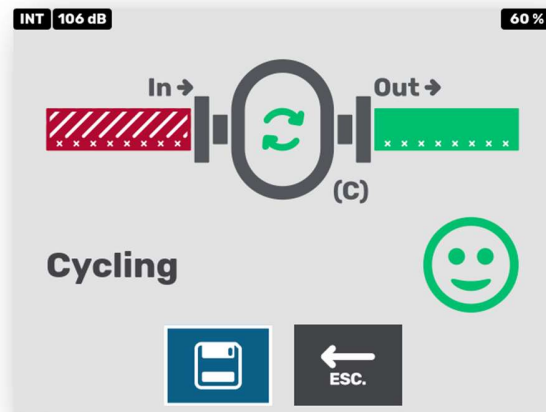 INT 106 dB 60 %
In → Out →
(C)
Cycling
ESC.